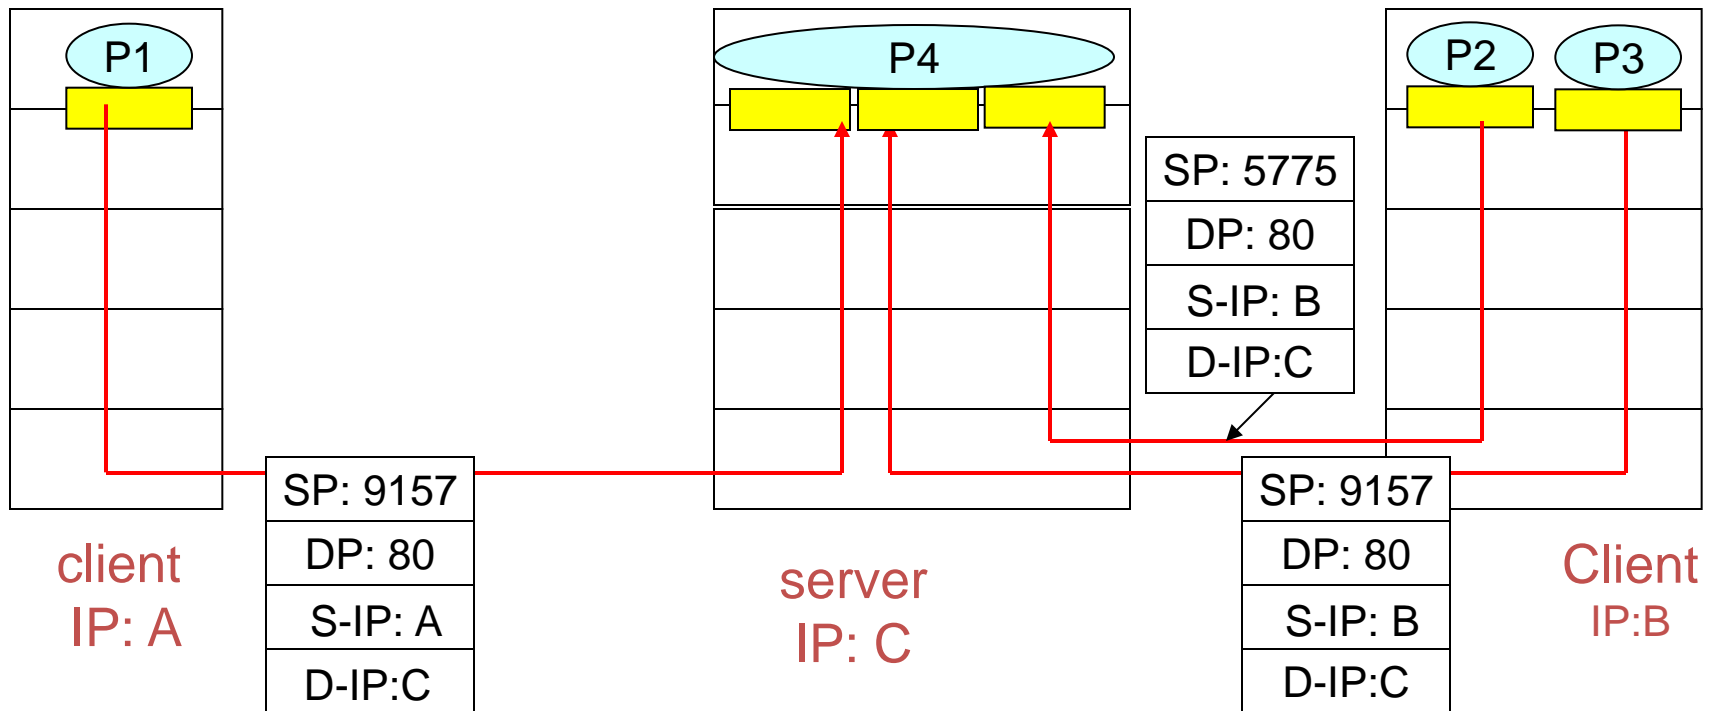 P1
P4
P2
P3
SP: 5775
DP: 80
S-IP: B
D-IP:C
SP: 9157
DP: 80
S-IP: A
D-IP:C
SP: 9157
DP: 80
S-IP: B
D-IP:C
client
IP: A
server
IP: C
Client
IP:B